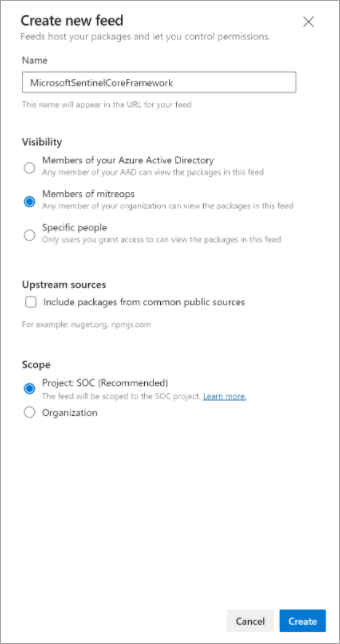 Create new feed
Feeds host your packages and let you control permissions.
Name
MicrosoftSentinelCoreFramework
This name will appear in the URL for your feed
Visibility
Members of your Azure Active Directory
Any member of your AAD can view the packages in this feed
Members of mitreops
Any member of your organization can view the packages in this feed
Specific people
Only users you grant access to can view the packages in this feed
Upstream sources
Include packages from common public sources
For example: nuget.org, npmjs.com
Scope
Project: SOC (Recommended)
The feed will be scoped to the SOC project. Learn more.
Organization
Cancel Create